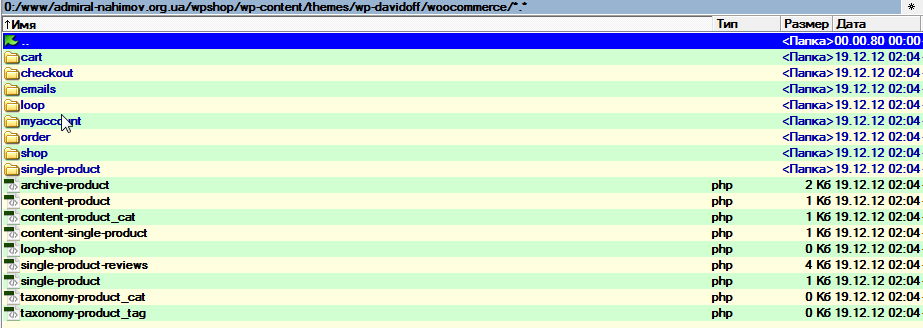 0:/www/admiral-nahimov.org.ua/wpshop/wp-content/themes/wp-davidoff/woocommerce/*.* *
↑Имя Тип Размер Дата
.. <Папка> 00.00.80 00:00
cart <Папка> 19.12.12 02:04
checkout <Папка> 19.12.12 02:04
emails <Папка> 19.12.12 02:04
loop <Папка> 19.12.12 02:04
myaccount <Папка> 19.12.12 02:04
order <Папка> 19.12.12 02:04
shop <Папка> 19.12.12 02:04
single-product <Папка> 19.12.12 02:04
archive-product php 2 Кб 19.12.12 02:04
content-product php 1 Кб 19.12.12 02:04
content-product_cat php 1 Кб 19.12.12 02:04
content-single-product php 1 Кб 19.12.12 02:04
loop-shop php 0 Кб 19.12.12 02:04
single-product-reviews php 4 Кб 19.12.12 02:04
single-product php 1 Кб 19.12.12 02:04
taxonomy-product_cat php 0 Кб 19.12.12 02:04
taxonomy-product_tag php 0 Кб 19.12.12 02:04